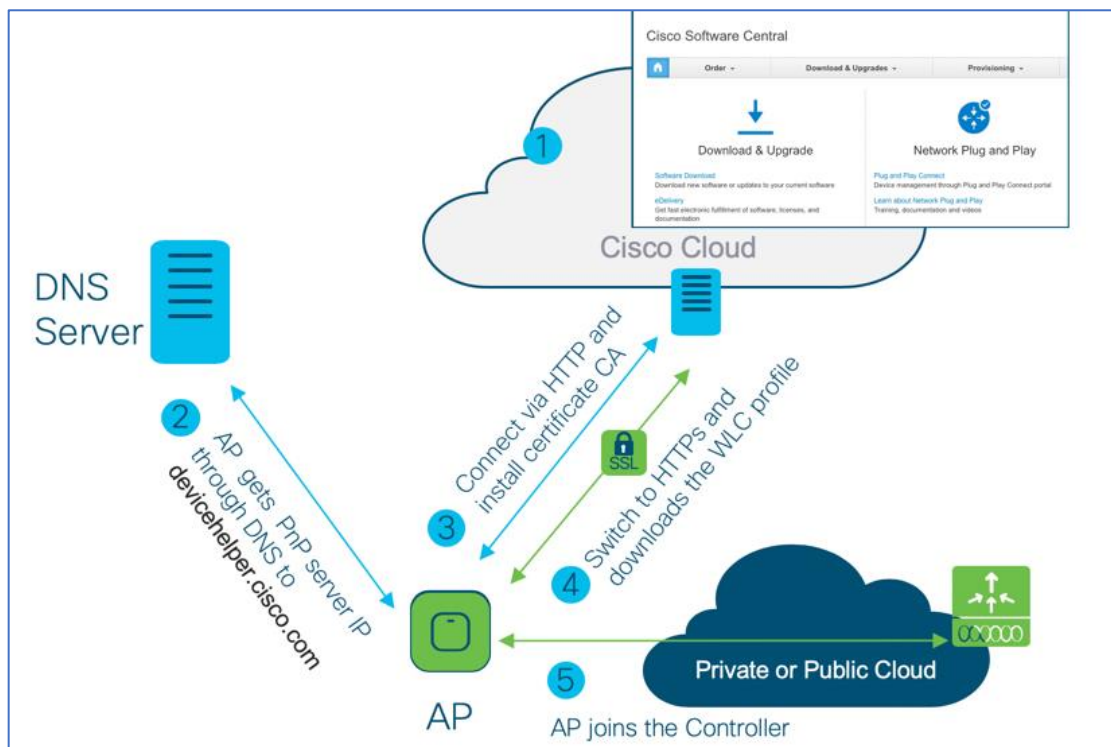 Cisco Software Central
Order
Download & Upgrades
Provisioning
Download & Upgrade
Network Plug and Play
Software Download
Download new software or updates to your current software
Plug and Play Connect
Device management through Plug and Play Connect portal
eDelivery
Get fast electronic fulfillment of software, licenses, and
documentation
Learn about Network Plug and Play
Training, documentation and videos
1
Cisco Cloud
DNS
Server
2
AP gets PnP server IP
through DNS to
devicehelper.cisco.com
3
Connect via HTTP and
install certificate CA
SSL
4
Switch to HTTPs and
downloads the WLC profile
Private or Public Cloud
5
AP joins the Controller
AP